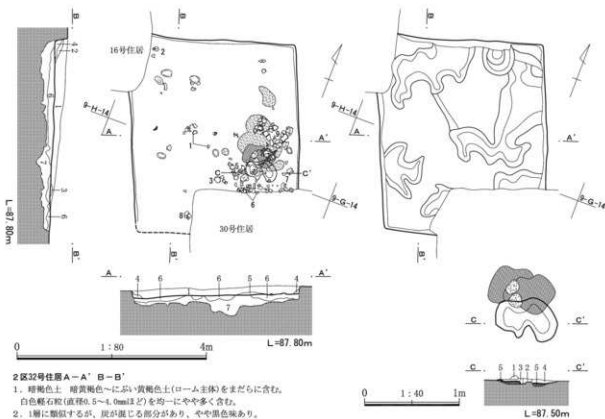 B
B
16号住居
9-H-14
9-H-14
A
A'
A'
C
C'
9-G-14
9-G-14
30号住居
L=87.80m
B'
B'
B'
A
A'
4 6 1 5 6 4
7
L=87.80m
0 1:80 4m
C
C'
C
C'
5 1 3 2 5 4
0 1:40 1m
L=87.50m
2区32号住居A-A' B-B'
1. 暗褐色土 暗黄褐色~にぶい黄褐色土(ローム主体)をまだらに含む。
白色軽石粒(直径0.5~4.0mmほど)を均一にやや多く含む。
2. 1層に類似するが、炭が混じる部分があり、やや黒色味あり。